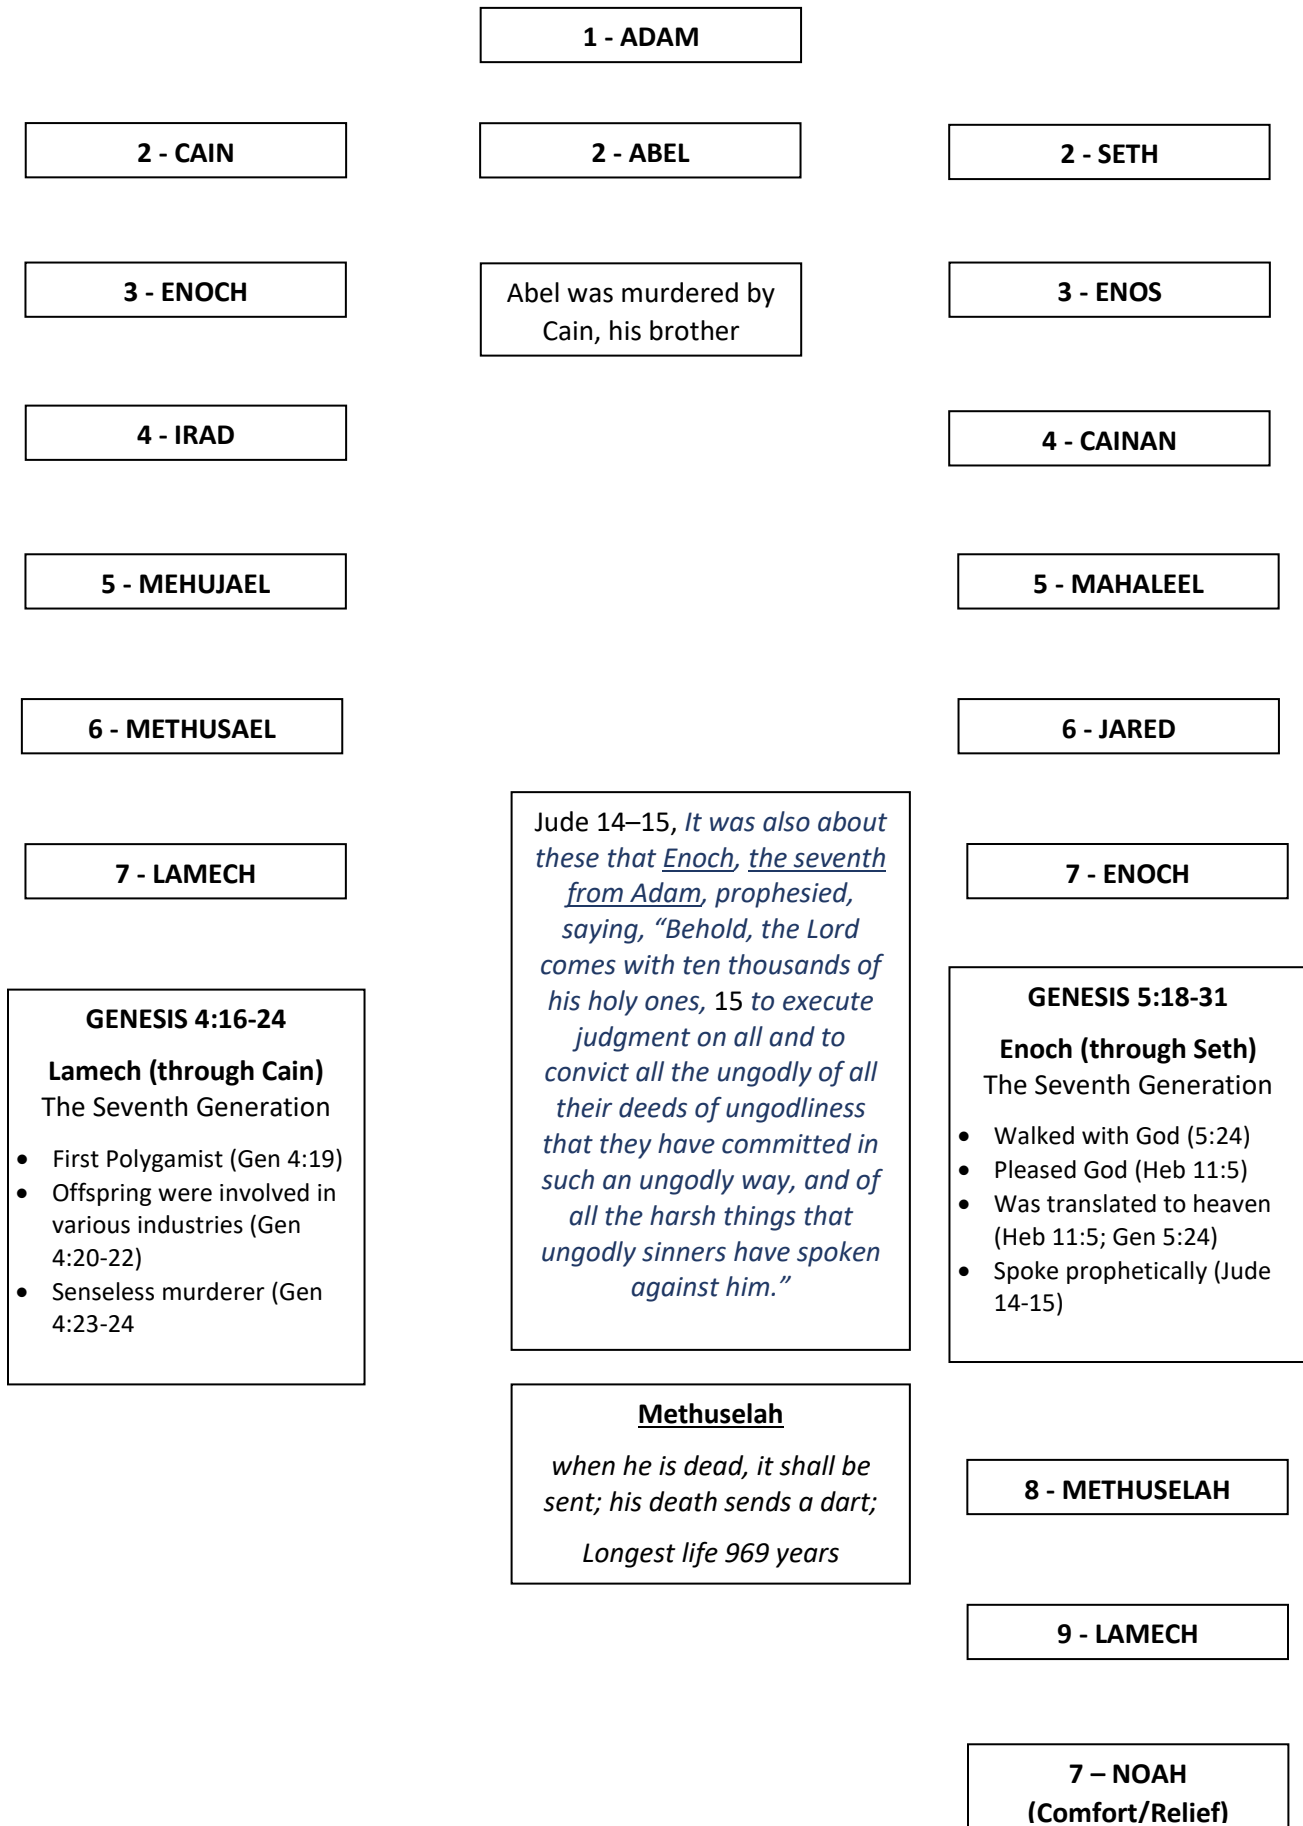 1 - ADAM
2 - CAIN
2 - ABEL
2 - SETH
3 - ENOCH
Abel was murdered by
Cain, his brother
3 - ENOS
4 - IRAD
4 - CAINAN
5 - MEHUJAEL
5 - MAHALEEL
6 - METHUSAEL
6 - JARED
7 - LAMECH
Jude 14–15, It was also about
these that Enoch, the seventh
from Adam, prophesied,
saying, “Behold, the Lord
comes with ten thousands of
his holy ones, 15 to execute
judgment on all and to
convict all the ungodly of all
their deeds of ungodliness
that they have committed in
such an ungodly way, and of
all the harsh things that
ungodly sinners have spoken
against him.”
7 - ENOCH
GENESIS 4:16-24
Lamech (through Cain)
The Seventh Generation
• First Polygamist (Gen 4:19)
• Offspring were involved in
various industries (Gen
4:20-22)
• Senseless murderer (Gen
4:23-24
GENESIS 5:18-31
Enoch (through Seth)
The Seventh Generation
• Walked with God (5:24)
• Pleased God (Heb 11:5)
• Was translated to heaven
(Heb 11:5; Gen 5:24)
• Spoke prophetically (Jude
14-15)
Methuselah
when he is dead, it shall be
sent; his death sends a dart;
Longest life 969 years
8 - METHUSELAH
9 - LAMECH
7 – NOAH
(Comfort/Relief)